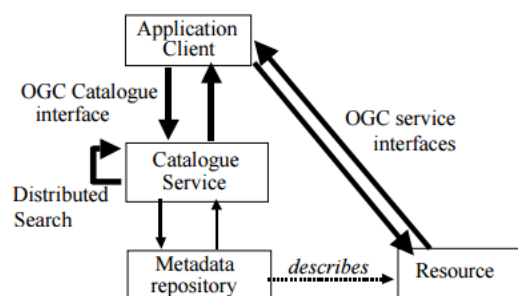 Application
Client
OGC Catalogue
interface
OGC service
interfaces
Catalogue
Service
Distributed
Search
Metadata
repository
describes
Resource